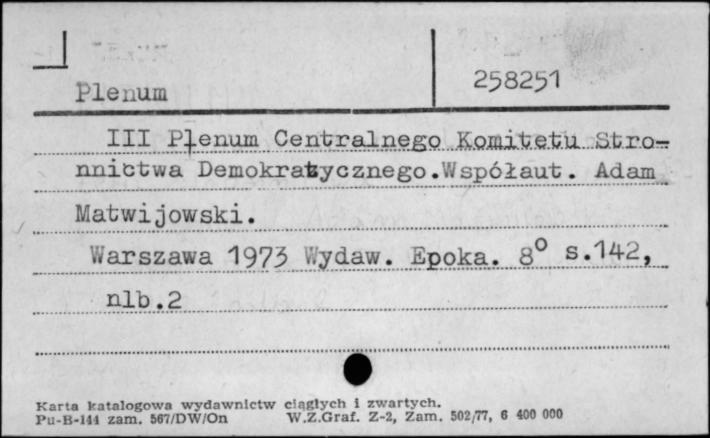 Plenum 258251
III Plenum Centralnego Komitetu Stro-
nnictwa Demokratycznego.Współaut. Adam
Matwijowski.
Warszawa 1973 Wydaw. Epoka. 8° s.142,
nlb.2
Karta katalogowa wydawnictw ciągłych i zwartych.
Pu-B-144 zam. 567/DW/On W.Z.Graf. Z-2, Zam. 502/77, 6 400 000